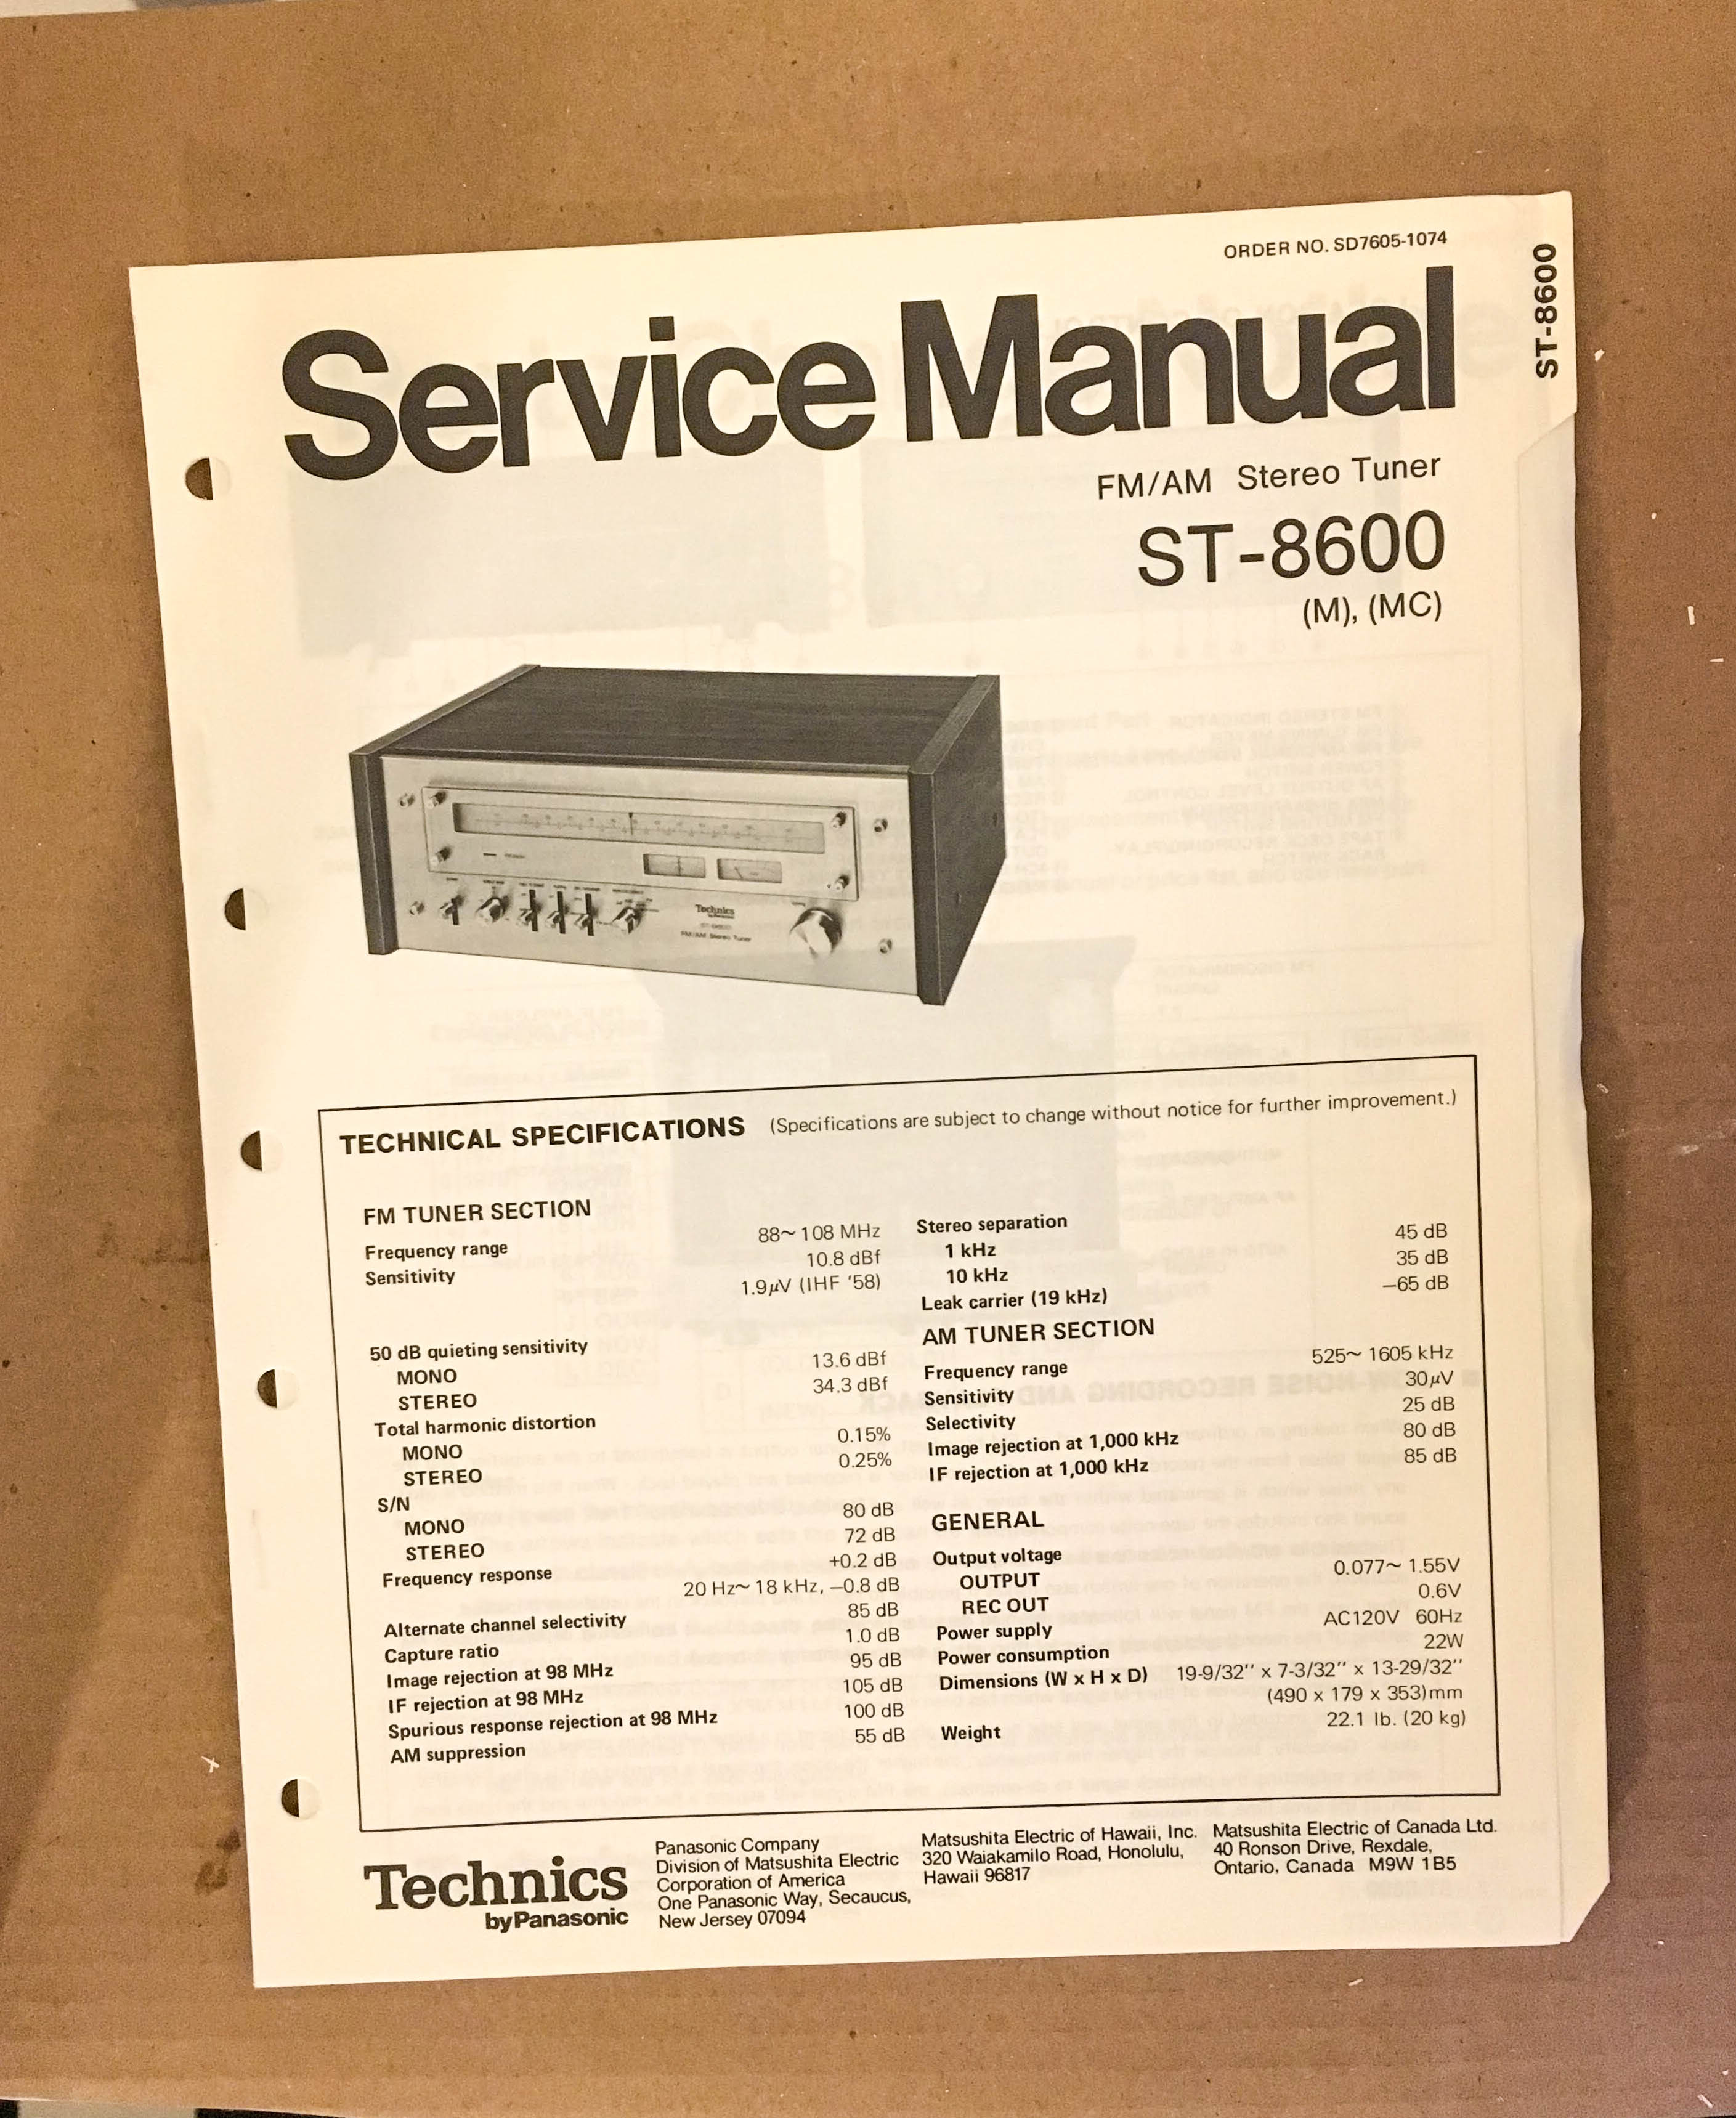 ORDER NO. SD7605-1074
ST-8600
Service Manual
FM/AM Stereo Tuner
ST-8600
(M), (MC)
Technics
FM/AM Stereo Tuner
TECHNICAL SPECIFICATIONS (Specifications are subject to change without notice for further improvement.)
FM TUNER SECTION
Frequency range 88~108 MHz
Sensitivity 10.8 dBf
1.9μV (IHF '58)
50 dB quieting sensitivity
MONO 13.6 dBf
STEREO 34.3 dBf
Total harmonic distortion
MONO 0.15%
STEREO 0.25%
S/N
MONO 80 dB
STEREO 72 dB
Frequency response +0.2 dB
20 Hz~18 kHz, −0.8 dB
Alternate channel selectivity 85 dB
Capture ratio 1.0 dB
Image rejection at 98 MHz 95 dB
IF rejection at 98 MHz 105 dB
Spurious response rejection at 98 MHz 100 dB
AM suppression 55 dB
Stereo separation
1 kHz 45 dB
10 kHz 35 dB
Leak carrier (19 kHz) −65 dB
AM TUNER SECTION
Frequency range 525~1605 kHz
Sensitivity 30μV
Selectivity 25 dB
Image rejection at 1,000 kHz 80 dB
IF rejection at 1,000 kHz 85 dB
GENERAL
Output voltage
OUTPUT 0.077~1.55V
REC OUT 0.6V
Power supply AC120V 60Hz
Power consumption 22W
Dimensions (W x H x D) 19-9/32'' x 7-3/32'' x 13-29/32''
(490 x 179 x 353)mm
Weight 22.1 lb. (20 kg)
Technics
by Panasonic
Panasonic Company
Division of Matsushita Electric
Corporation of America
One Panasonic Way, Secaucus,
New Jersey 07094
Matsushita Electric of Hawaii, Inc.
320 Waiakamilo Road, Honolulu,
Hawaii 96817
Matsushita Electric of Canada Ltd.
40 Ronson Drive, Rexdale,
Ontario, Canada M9W 1B5